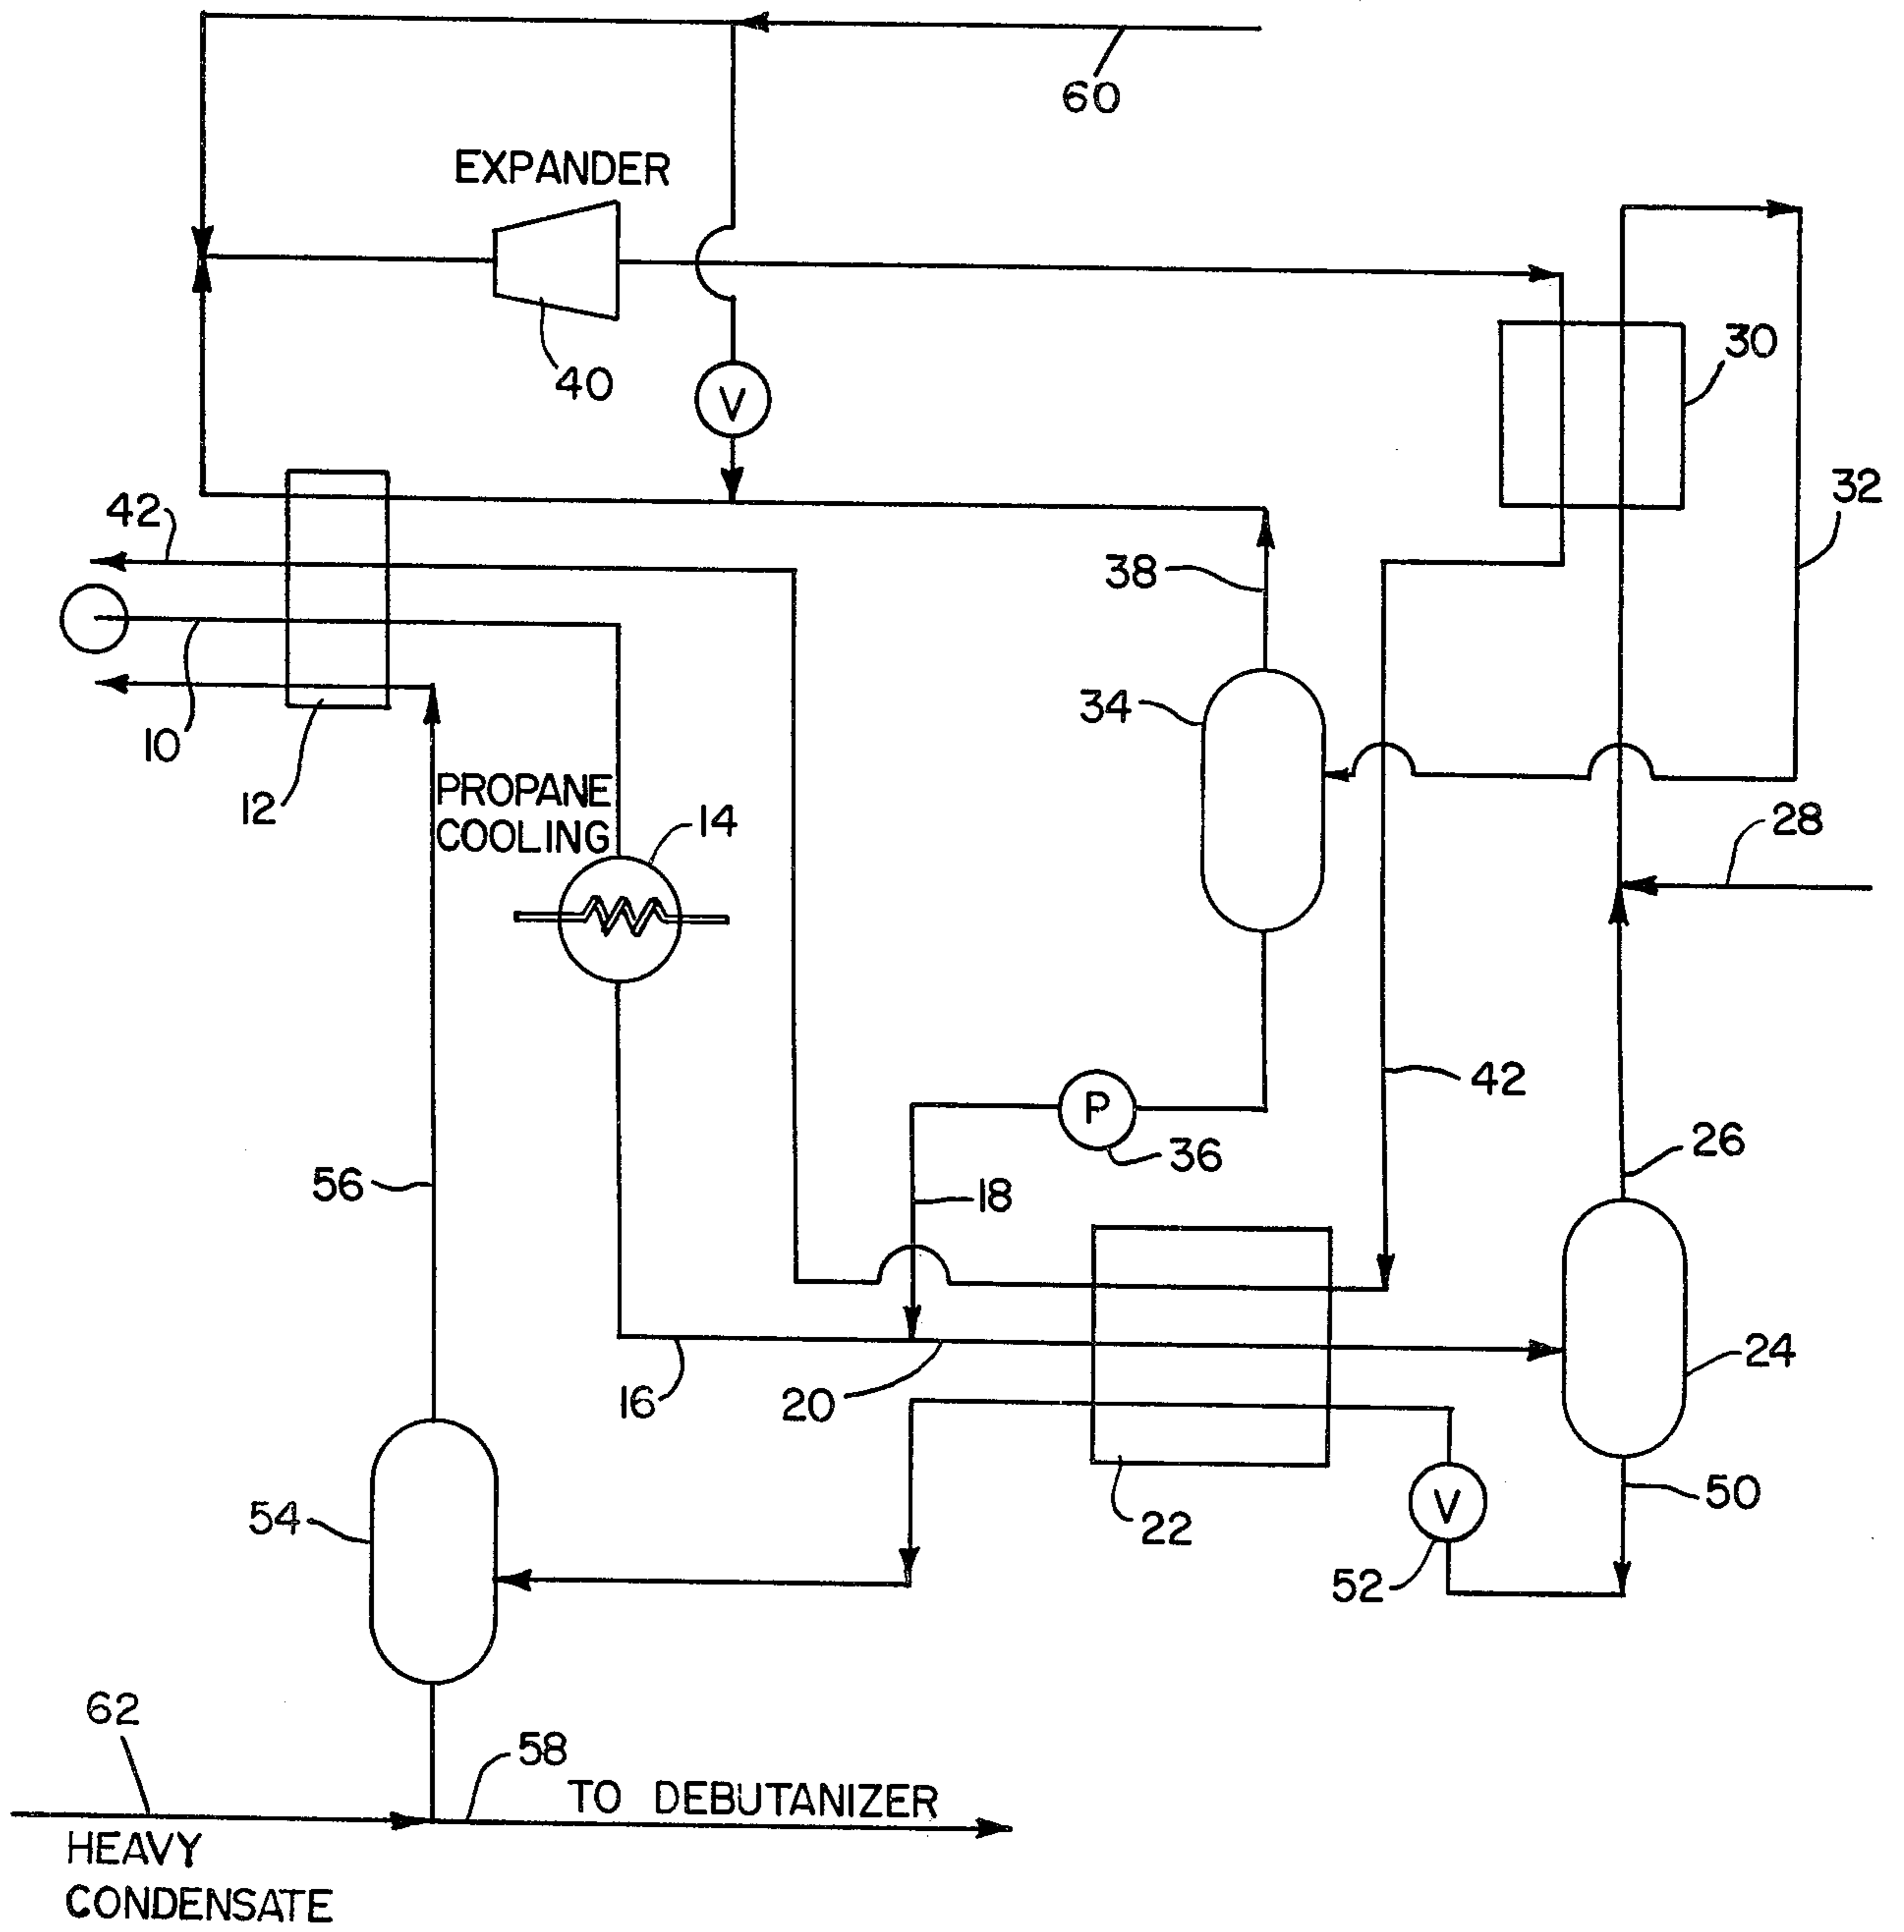 60
EXPANDER
40
30
V
32
42
38
34
10
12
PROPANE
COOLING
14
28
42
P
36
26
56
18
24
16
20
50
54
22
V
52
62
58
TO DEBUTANIZER
HEAVY
CONDENSATE